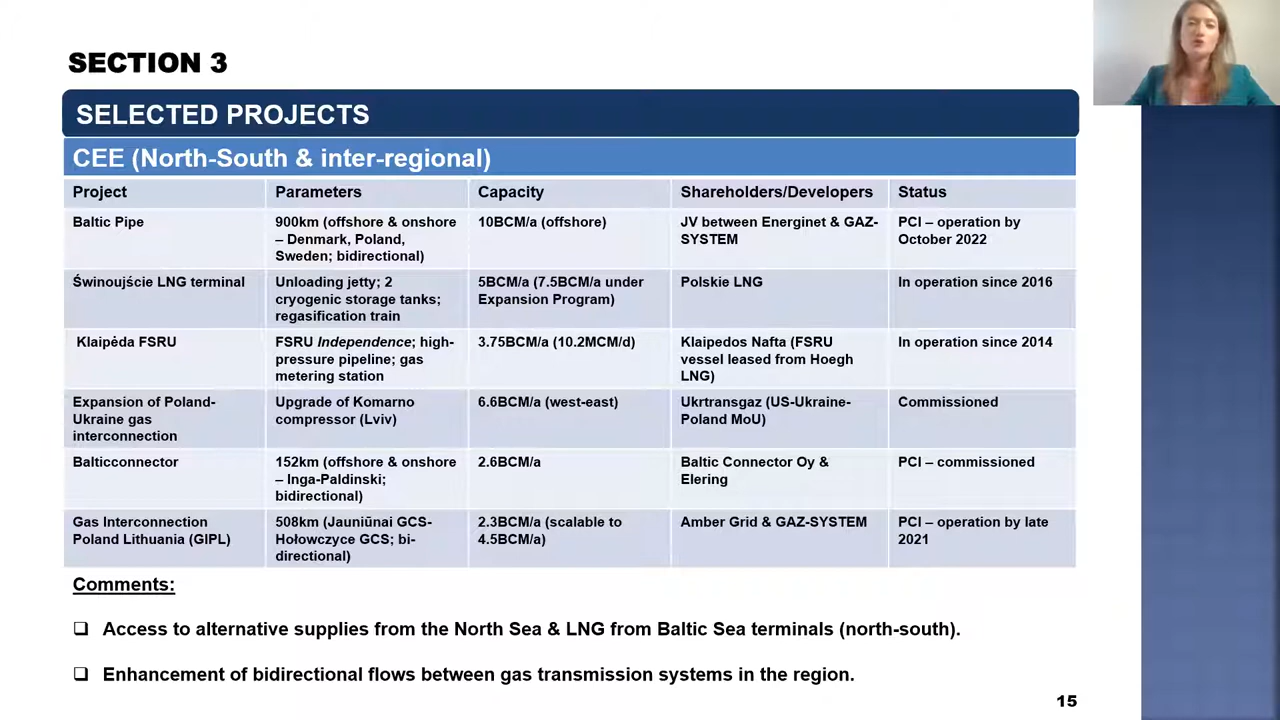 SECTION 3
SELECTED PROJECTS
CEE (North-South & inter-regional)
Project
Parameters
Capacity
Shareholders/Developers
Status
Baltic Pipe
900km (offshore & onshore
– Denmark, Poland,
Sweden; bidirectional)
10BCM/a (offshore)
JV between Energinet & GAZ-
SYSTEM
PCI – operation by
October 2022
Świnoujście LNG terminal
Unloading jetty; 2
cryogenic storage tanks;
regasification train
5BCM/a (7.5BCM/a under
Expansion Program)
Polskie LNG
In operation since 2016
Klaipėda FSRU
FSRU Independence; high-
pressure pipeline; gas
metering station
3.75BCM/a (10.2MCM/d)
Klaipedos Nafta (FSRU
vessel leased from Hoegh
LNG)
In operation since 2014
Expansion of Poland-
Ukraine gas
interconnection
Upgrade of Komarno
compressor (Lviv)
6.6BCM/a (west-east)
Ukrtransgaz (US-Ukraine-
Poland MoU)
Commissioned
Balticconnector
152km (offshore & onshore
– Inga-Paldinski;
bidirectional)
2.6BCM/a
Baltic Connector Oy &
Elering
PCI – commissioned
Gas Interconnection
Poland Lithuania (GIPL)
508km (Jauniūnai GCS-
Hołowczyce GCS; bi-
directional)
2.3BCM/a (scalable to
4.5BCM/a)
Amber Grid & GAZ-SYSTEM
PCI – operation by late
2021
Comments:
❑ Access to alternative supplies from the North Sea & LNG from Baltic Sea terminals (north-south).
❑ Enhancement of bidirectional flows between gas transmission systems in the region.
15